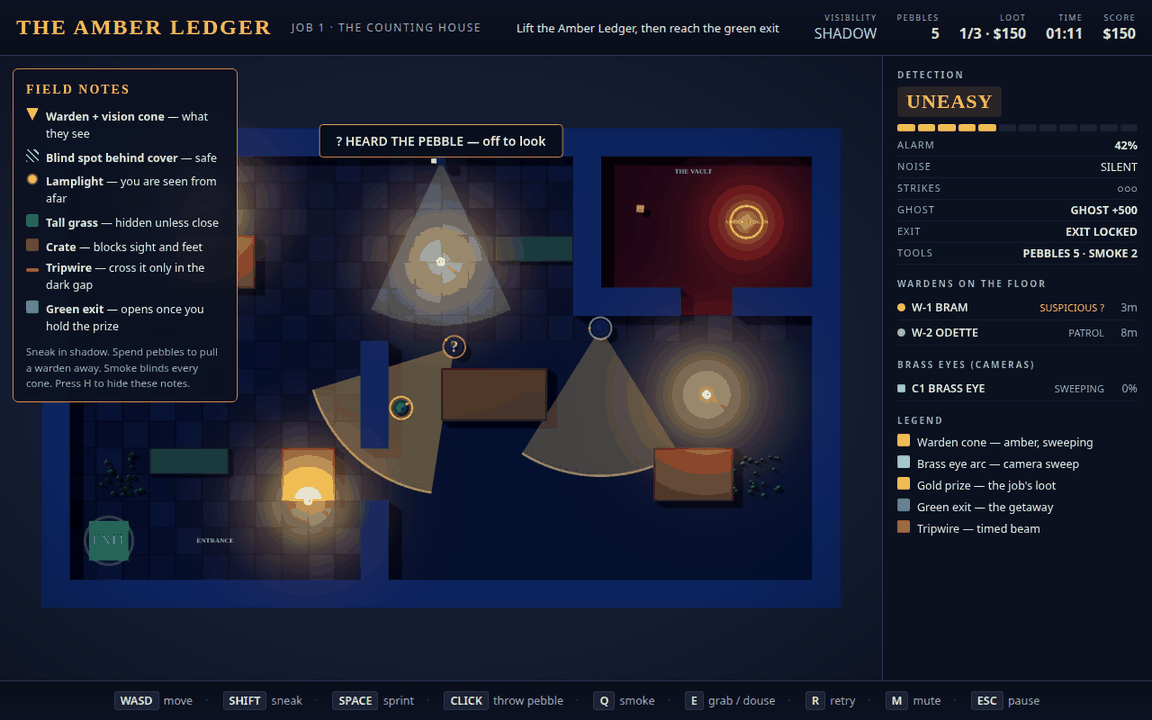 THE AMBER LEDGER
JOB 1 · THE COUNTING HOUSE
Lift the Amber Ledger, then reach the green exit
VISIBILITY
SHADOW
PEBBLES
5
LOOT
1/3 · $150
TIME
01:11
SCORE
$150
FIELD NOTES
Warden + vision cone — what
they see
Blind spot behind cover — safe
Lamplight — you are seen from
afar
Tall grass — hidden unless close
Crate — blocks sight and feet
Tripwire — cross it only in the
dark gap
Green exit — opens once you
hold the prize
Sneak in shadow. Spend pebbles to pull
a warden away. Smoke blinds every
cone. Press H to hide these notes.
? HEARD THE PEBBLE — off to look
THE VAULT
?
EXIT
ENTRANCE
DETECTION
UNEASY
ALARM 42%
NOISE SILENT
STRIKES ○○○
GHOST GHOST +500
EXIT EXIT LOCKED
TOOLS PEBBLES 5 · SMOKE 2
WARDENS ON THE FLOOR
W-1 BRAM SUSPICIOUS ? 3m
W-2 ODETTE PATROL 8m
BRASS EYES (CAMERAS)
C1 BRASS EYE SWEEPING 0%
LEGEND
Warden cone — amber, sweeping
Brass eye arc — camera sweep
Gold prize — the job's loot
Green exit — the getaway
Tripwire — timed beam
WASD move · SHIFT sneak · SPACE sprint · CLICK throw pebble · Q smoke · E grab / douse · R retry · M mute · ESC pause